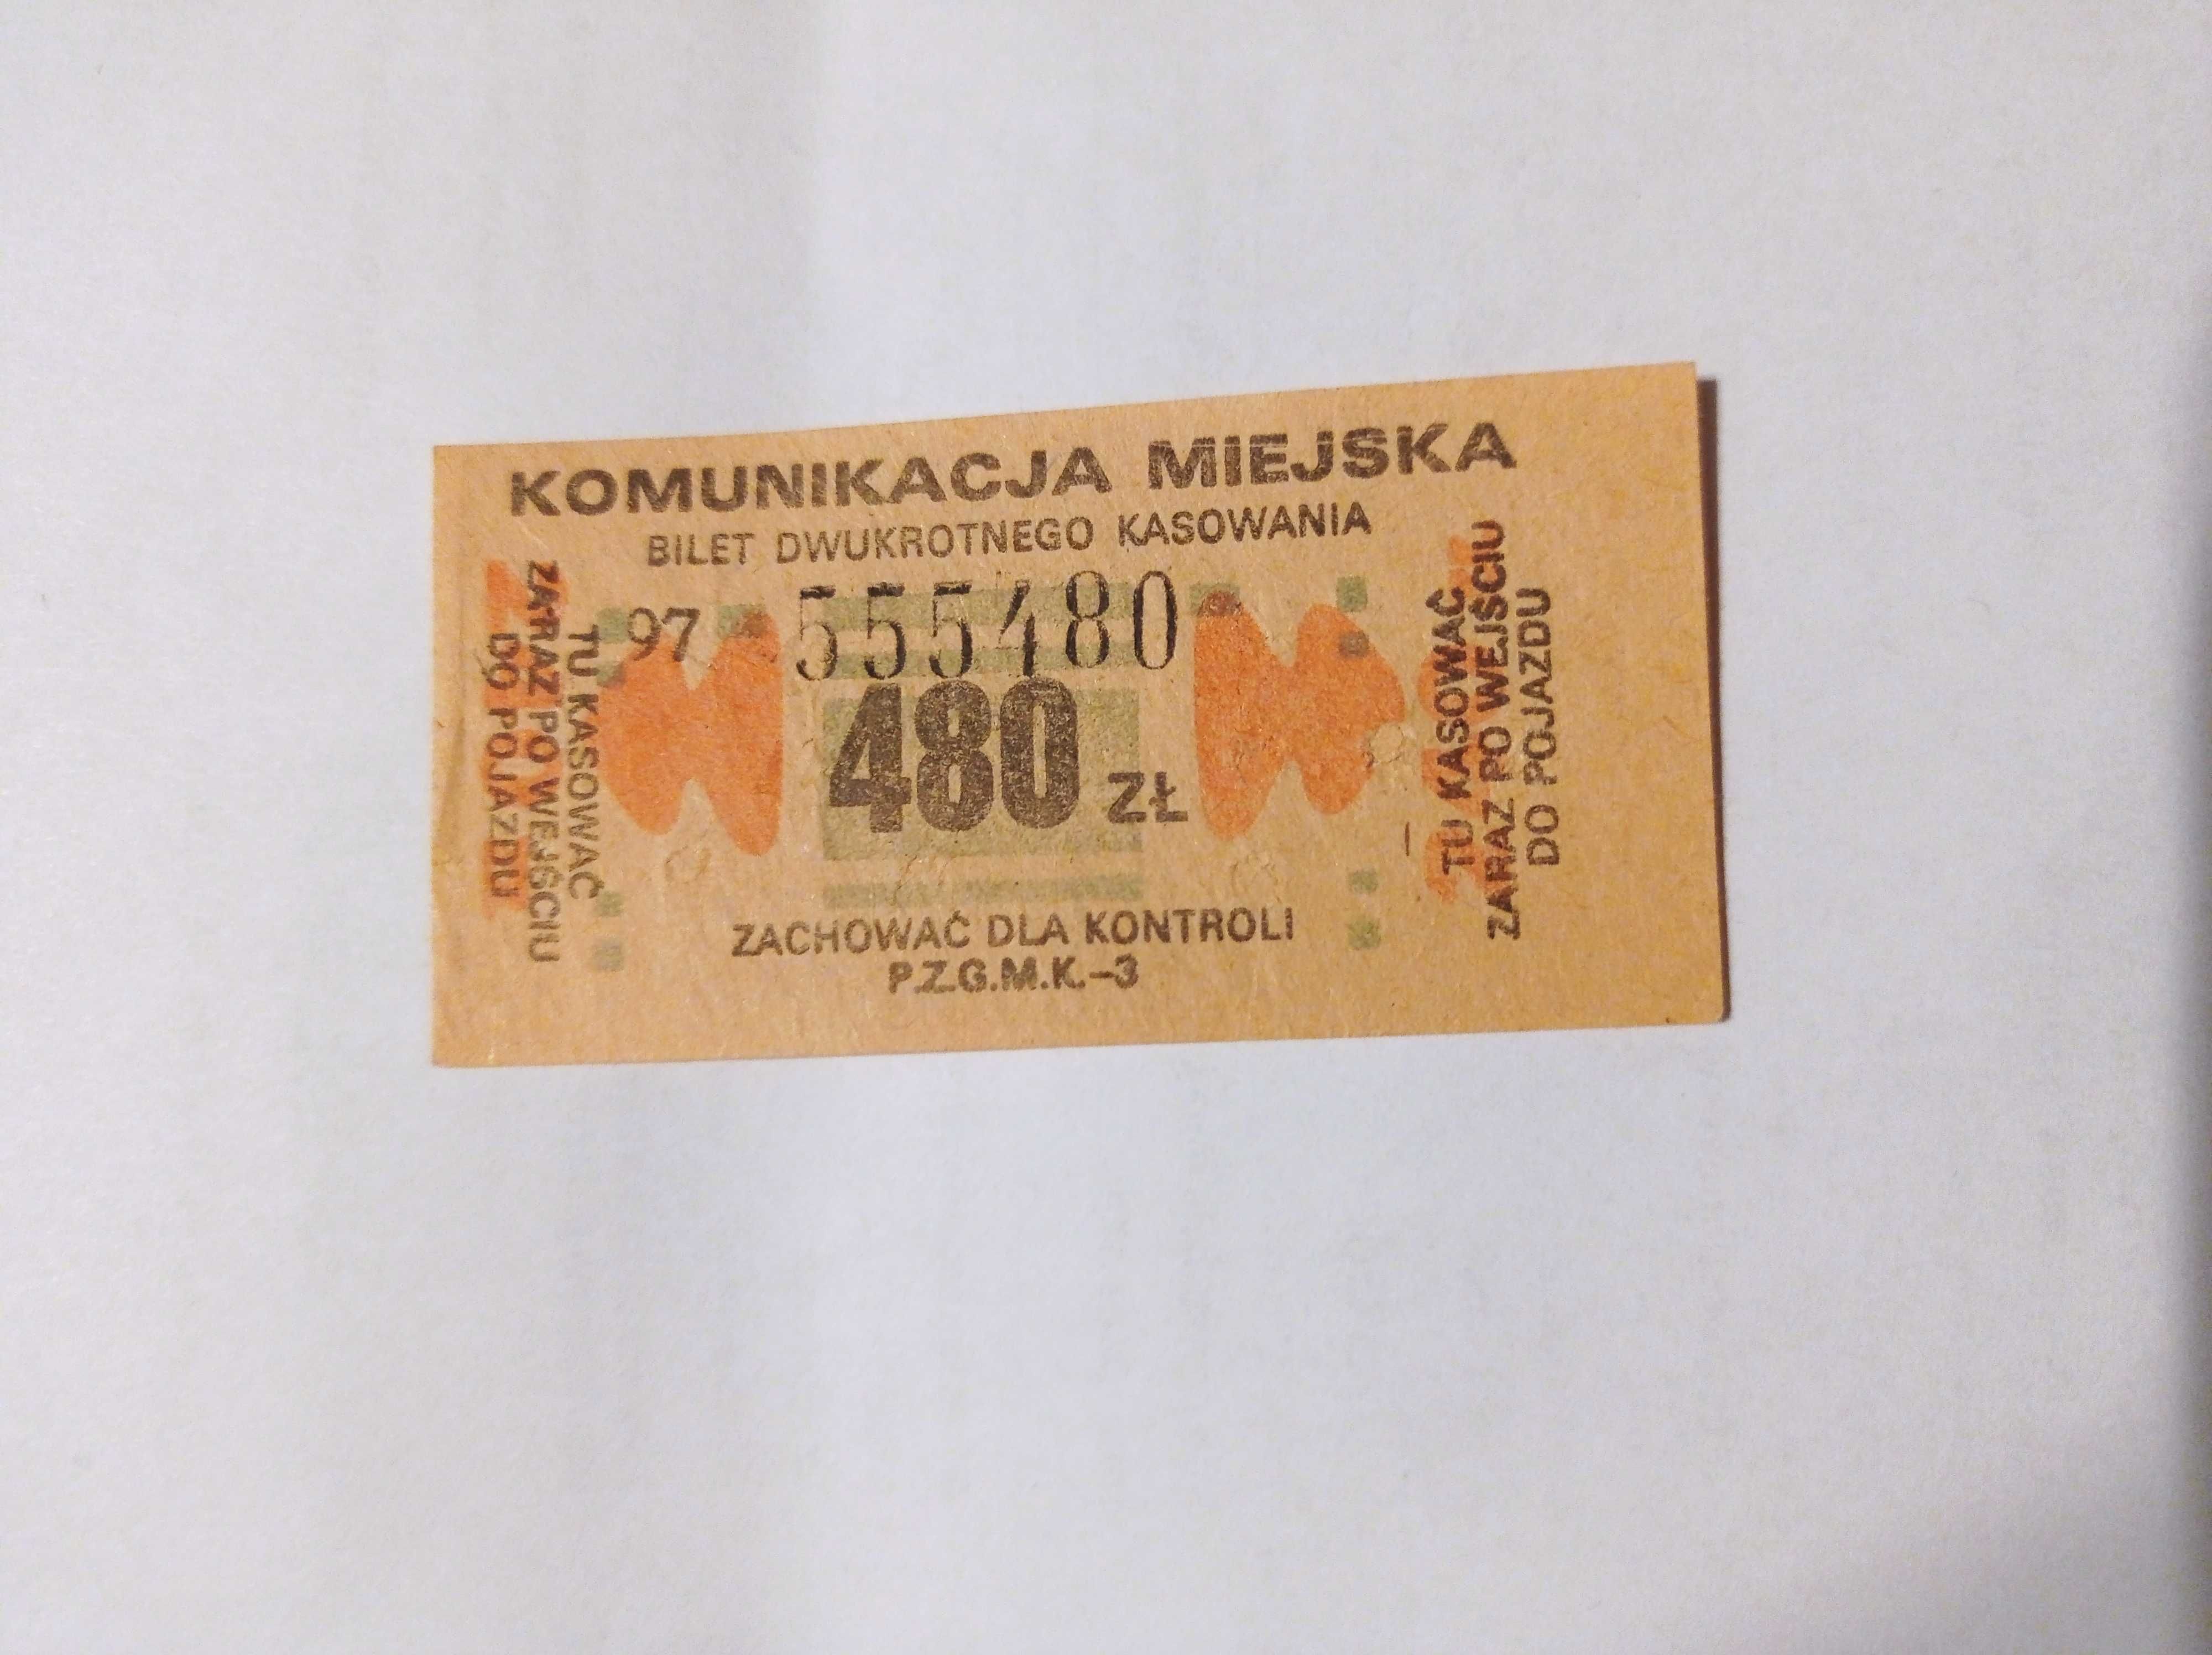 KOMUNIKACJA MIEJSKA
BILET DWUKROTNEGO KASOWANIA
97 555480
480 ZŁ
TU KASOWAĆ
ZARAZ PO WEJŚCIU
DO POJAZDU
TU KASOWAĆ
ZARAZ PO WEJŚCIU
DO POJAZDU
ZACHOWAĆ DLA KONTROLI
P.Z.G.M.K.-3